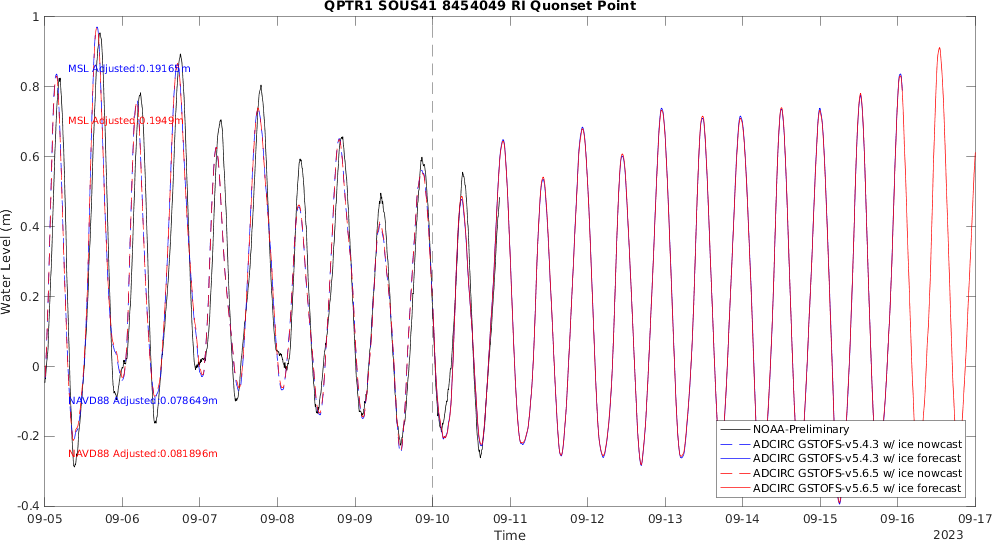 QPTR1 SOUS41 8454049 RI Quonset Point
1
0.8
0.6
0.4
0.2
0
-0.2
-0.4
Water Level (m)
MSL Adjusted:0.19165m
MSL Adjusted:0.1949m
NAVD88 Adjusted:0.078649m
NAVD88 Adjusted:0.081896m
NOAA-Preliminary
ADCIRC GSTOFS-v5.4.3 w/ ice nowcast
ADCIRC GSTOFS-v5.4.3 w/ ice forecast
ADCIRC GSTOFS-v5.6.5 w/ ice nowcast
ADCIRC GSTOFS-v5.6.5 w/ ice forecast
09-05 09-06 09-07 09-08 09-09 09-10 09-11 09-12 09-13 09-14 09-15 09-16 09-17
Time
2023